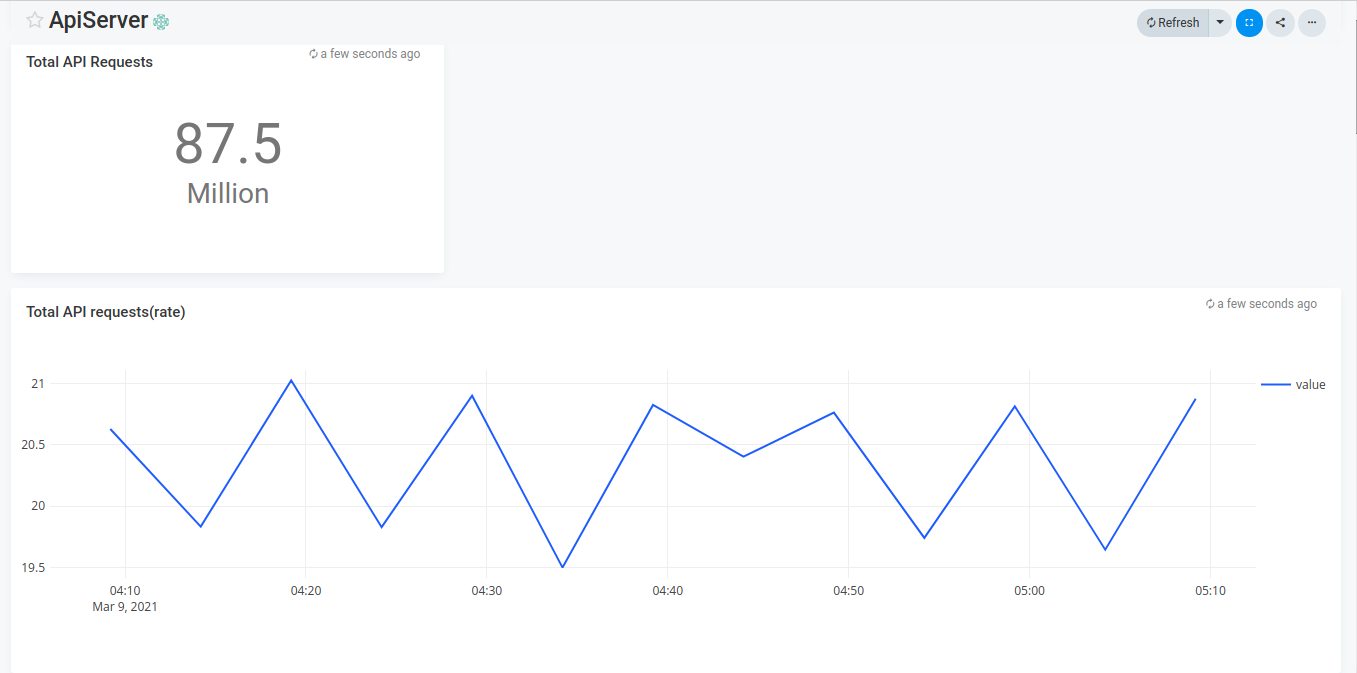 ApiServer
Refresh
Total API Requests
a few seconds ago
87.5
Million
Total API requests(rate)
a few seconds ago
21
20.5
20
19.5
value
04:10 04:20 04:30 04:40 04:50 05:00 05:10
Mar 9, 2021